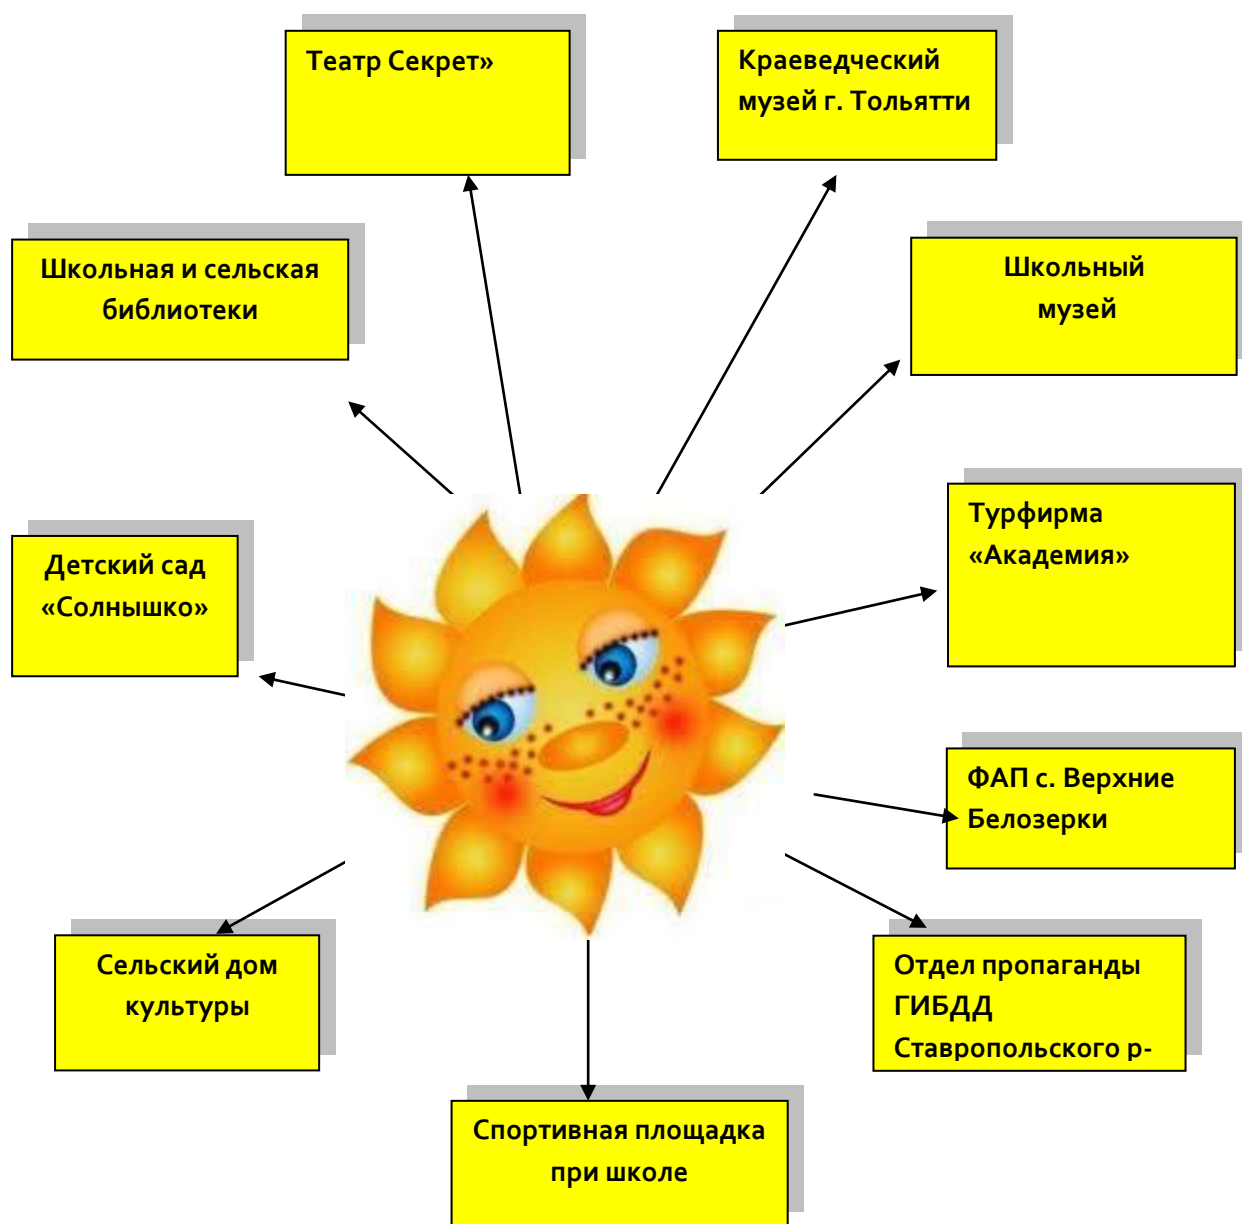 Театр Секрет»
Краеведческий
музей г. Тольятти
Школьная и сельская
библиотеки
Школьный
музей
Турфирма
«Академия»
Детский сад
«Солнышко»
ФАП с. Верхние
Белозерки
Сельский дом
культуры
Отдел пропаганды
ГИБДД
Ставропольского р-
Спортивная площадка
при школе